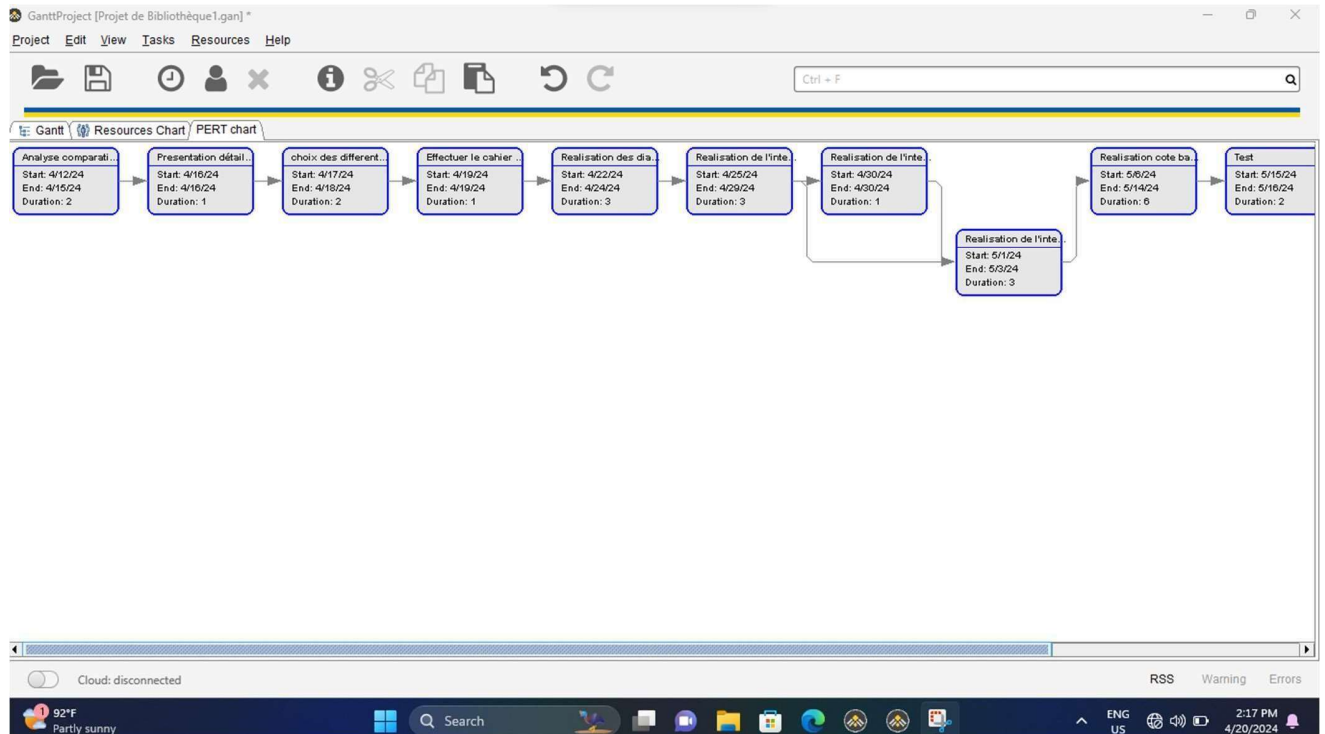 GanttProject [Projet de Bibliothèque1.gan] *
Project Edit View Tasks Resources Help
Ctrl + F
Gantt Resources Chart PERT chart
Analyse comparati...
Start: 4/12/24
End: 4/15/24
Duration: 2
Presentation détail...
Start: 4/16/24
End: 4/16/24
Duration: 1
choix des different...
Start: 4/17/24
End: 4/18/24
Duration: 2
Effectuer le cahier ...
Start: 4/19/24
End: 4/19/24
Duration: 1
Realisation des dia...
Start: 4/22/24
End: 4/24/24
Duration: 3
Realisation de l'inte...
Start: 4/25/24
End: 4/29/24
Duration: 3
Realisation de l'inte...
Start: 4/30/24
End: 4/30/24
Duration: 1
Realisation de l'inte...
Start: 5/1/24
End: 5/3/24
Duration: 3
Realisation cote ba...
Start: 5/6/24
End: 5/14/24
Duration: 6
Test
Start: 5/15/24
End: 5/16/24
Duration: 2
Cloud: disconnected
RSS Warning Errors
1
92°F
Partly sunny
Search
ENG
US
2:17 PM
4/20/2024